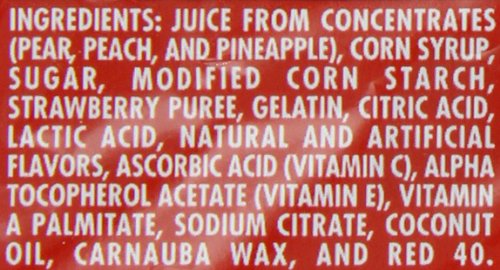 INGREDIENTS: JUICE FROM CONCENTRATES
(PEAR, PEACH, AND PINEAPPLE), CORN SYRUP,
SUGAR, MODIFIED CORN STARCH,
STRAWBERRY PUREE, GELATIN, CITRIC ACID,
LACTIC ACID, NATURAL AND ARTIFICIAL
FLAVORS, ASCORBIC ACID (VITAMIN C), ALPHA
TOCOPHEROL ACETATE (VITAMIN E), VITAMIN
A PALMITATE, SODIUM CITRATE, COCONUT
OIL, CARNAUBA WAX, AND RED 40.